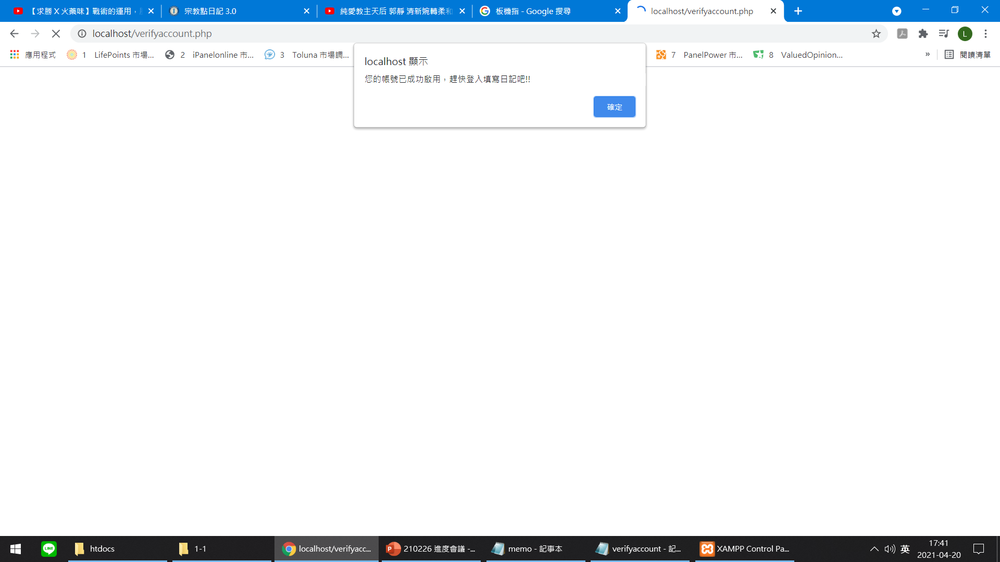 【求勝 X 火藥味】戰術的運用，
宗教點日記 3.0
純愛教主天后 郭靜 清新婉轉柔和
板機指 - Google 搜尋
localhost/verifyaccount.php
localhost/verifyaccount.php
L
應用程式
1 LifePoints 市場...
2 iPanelonline 市...
3 Toluna 市場調...
7 PanelPower 市...
8 ValuedOpinion...
»
閱讀清單
localhost 顯示
您的帳號已成功啟用，趕快登入填寫日記吧!!
確定
LINE
htdocs
1-1
localhost/verifyacc...
210226 進度會議 -...
memo - 記事本
verifyaccount - 記...
XAMPP Control Pa...
英
17:41
2021-04-20